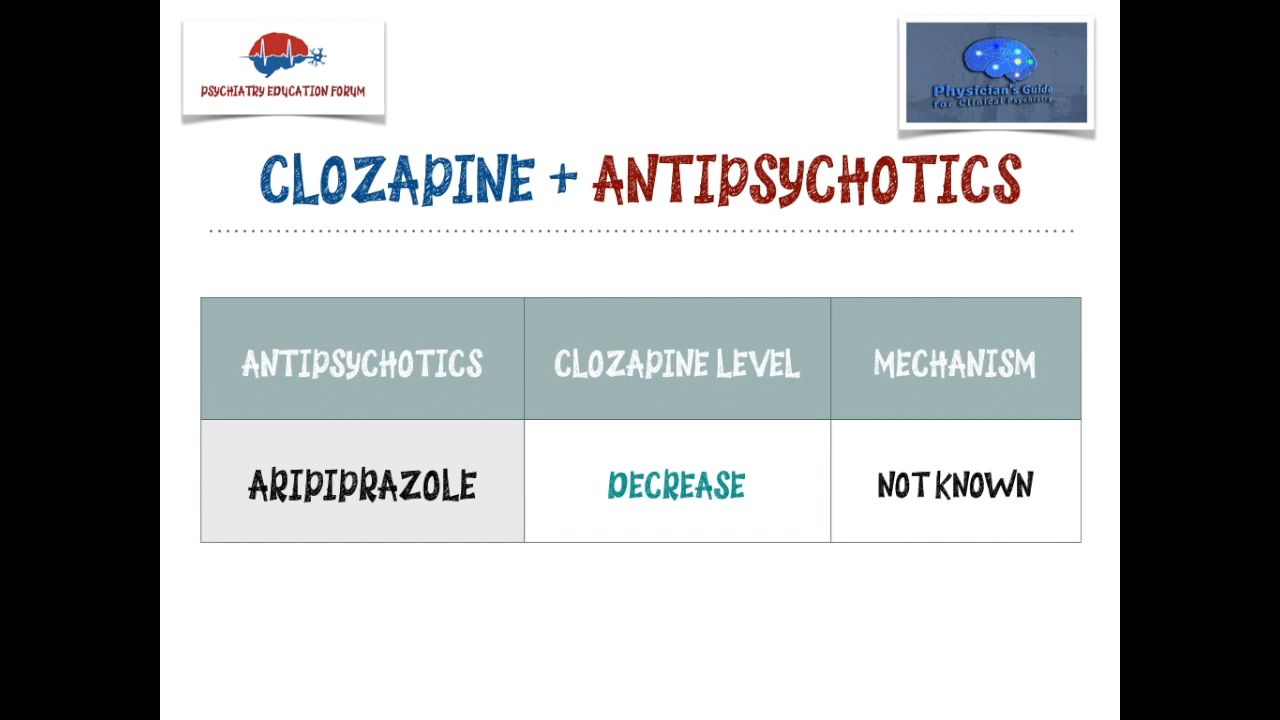 PSYCHIATRY EDUCATION FORUM
Physician's Guide
for Clinical Psychiatry
CLOZAPINE + ANTIPSYCHOTICS
ANTIPSYCHOTICS CLOZAPINE LEVEL MECHANISM
ARIPIPRAZOLE DECREASE NOT KNOWN